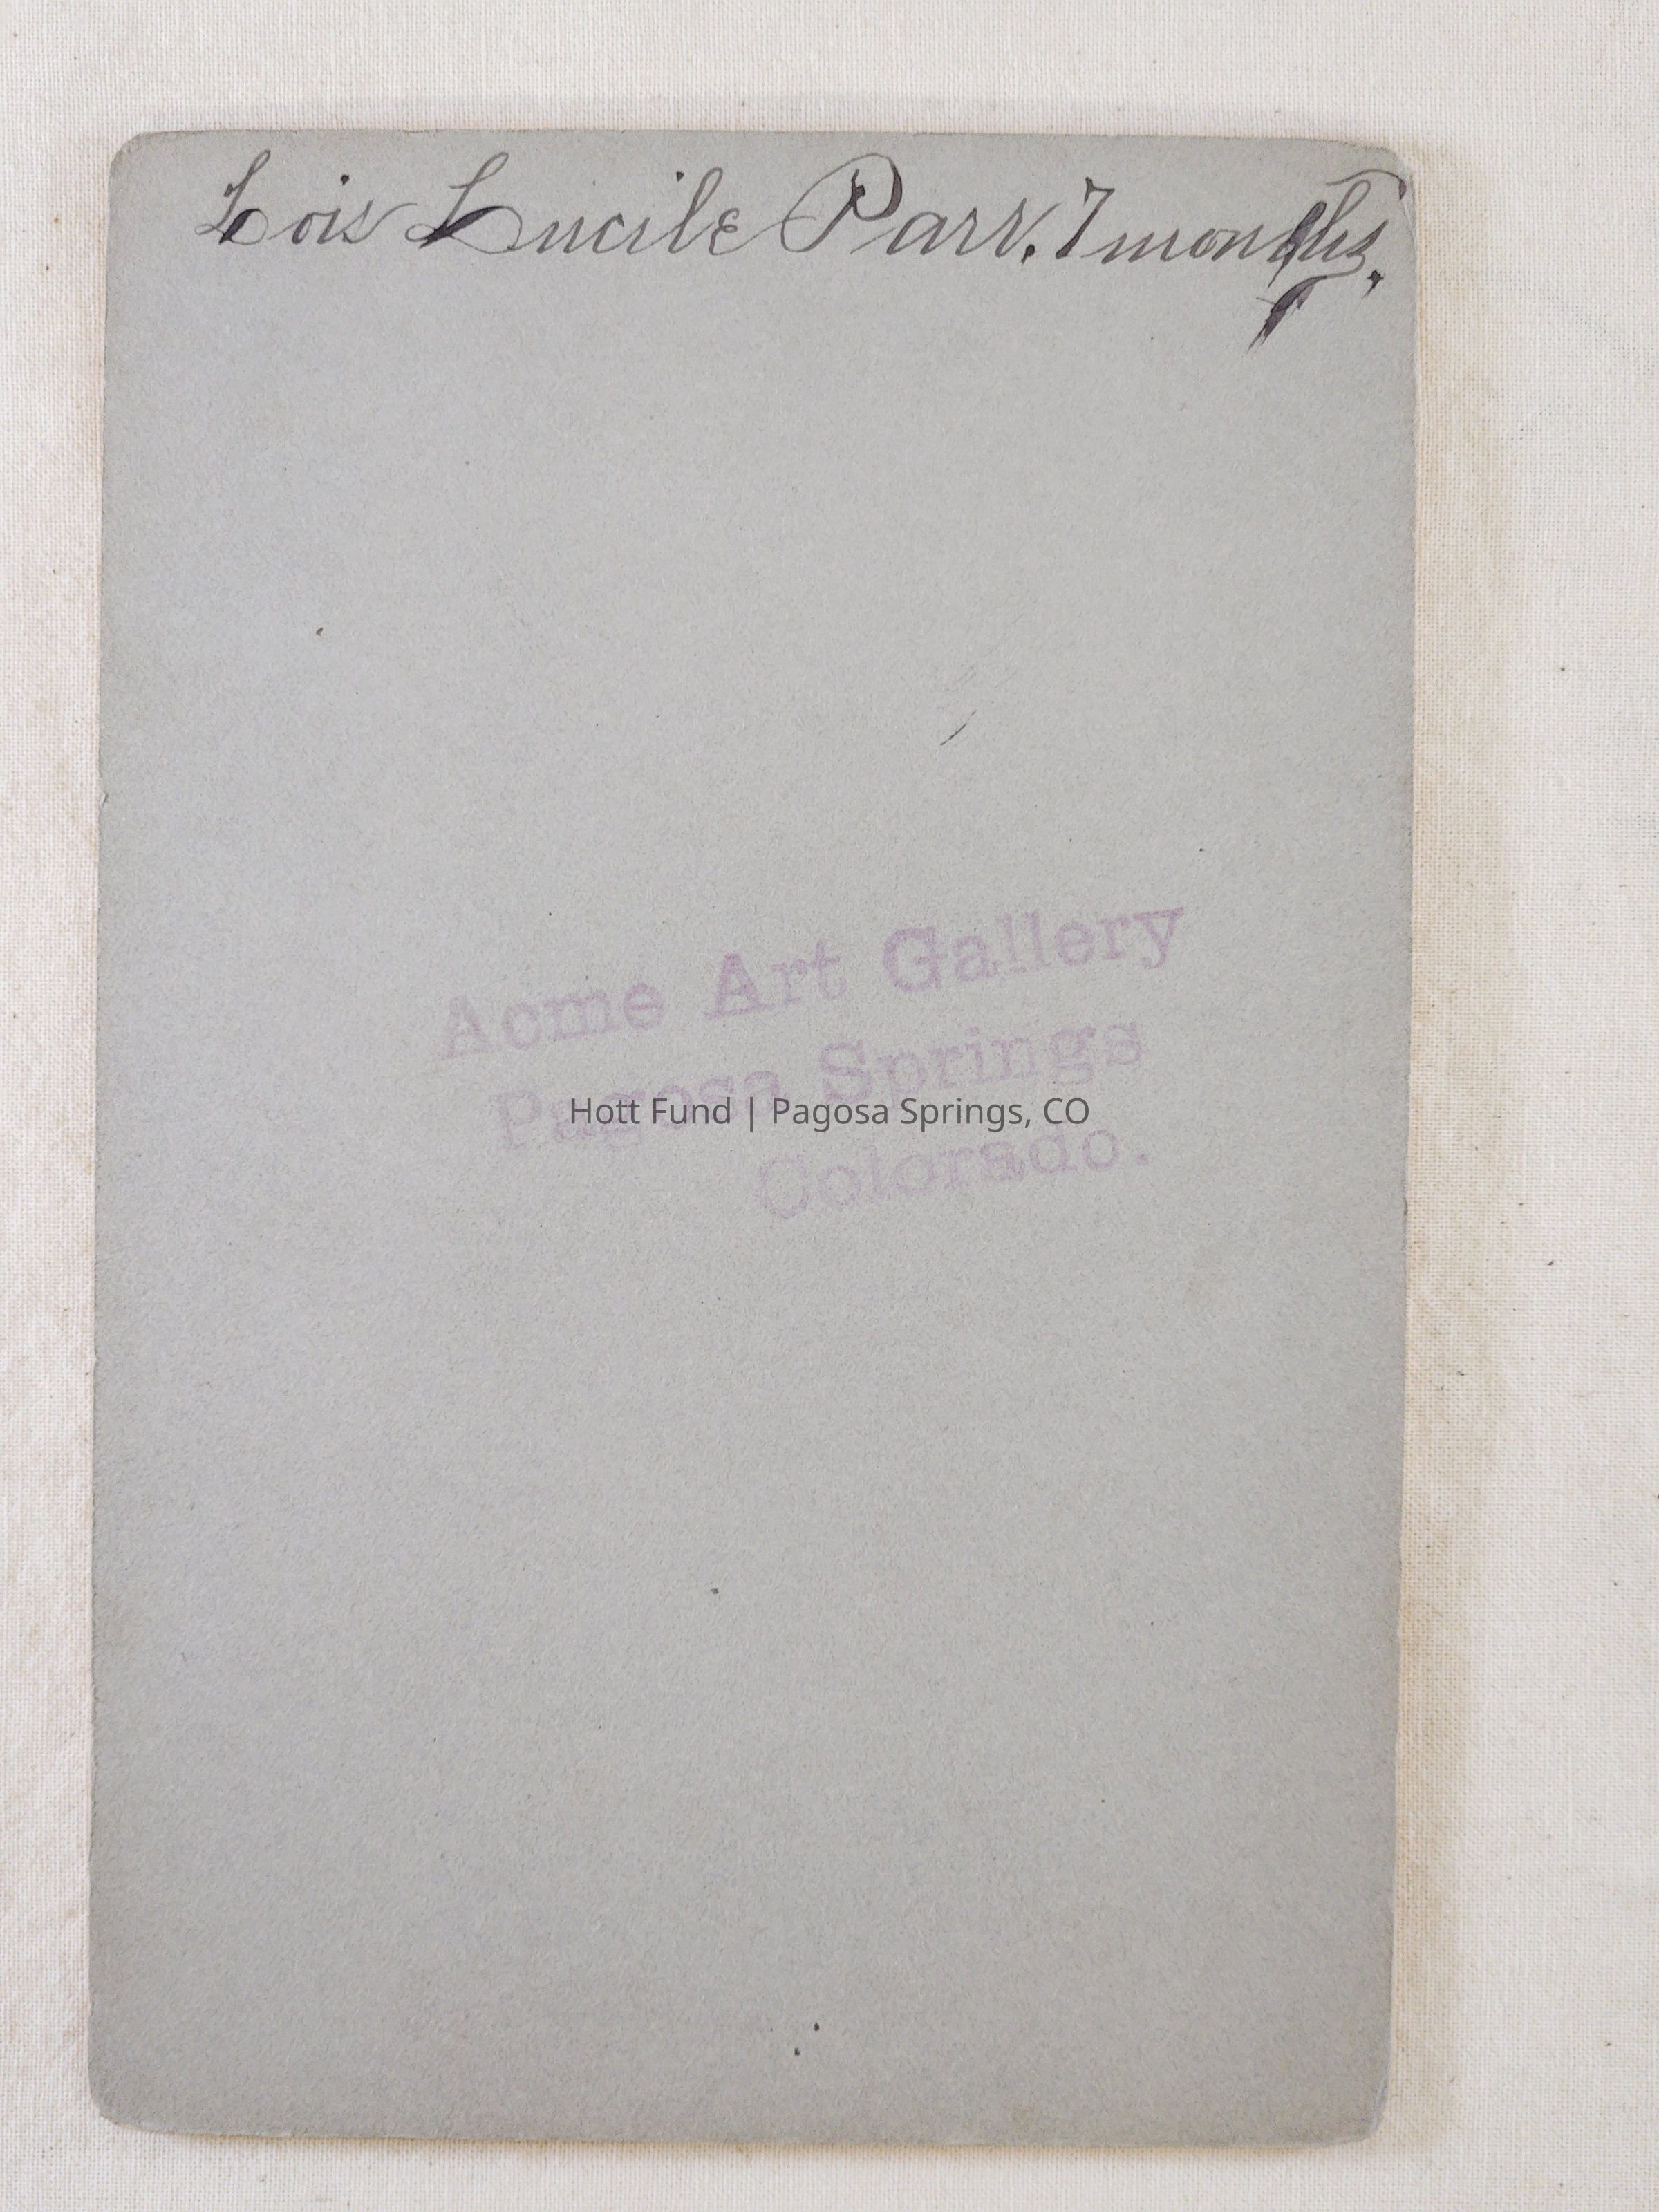 Lois Lucile Parr. 7 months.
Acme Art Gallery
Pagosa Springs
Hott Fund | Pagosa Springs, CO
Colorado.